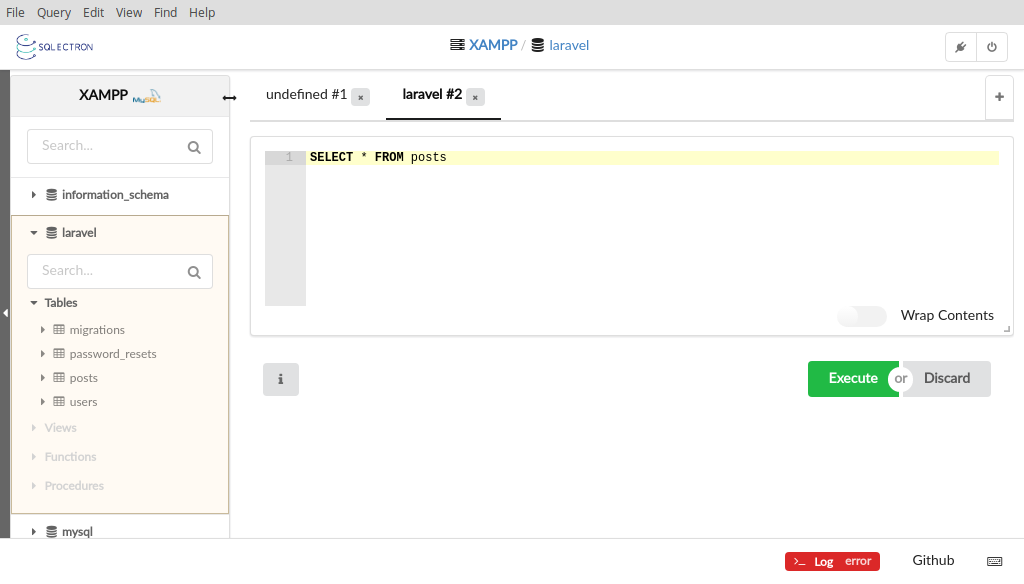 File Query Edit View Find Help
SQLECTRON
XAMPP / laravel
XAMPP MySQL
undefined #1 ×
laravel #2 ×
+
Search...
information_schema
laravel
Search...
Tables
migrations
password_resets
posts
users
Views
Functions
Procedures
mysql
1 SELECT * FROM posts
Wrap Contents
i
Execute or Discard
>_ Log error
Github